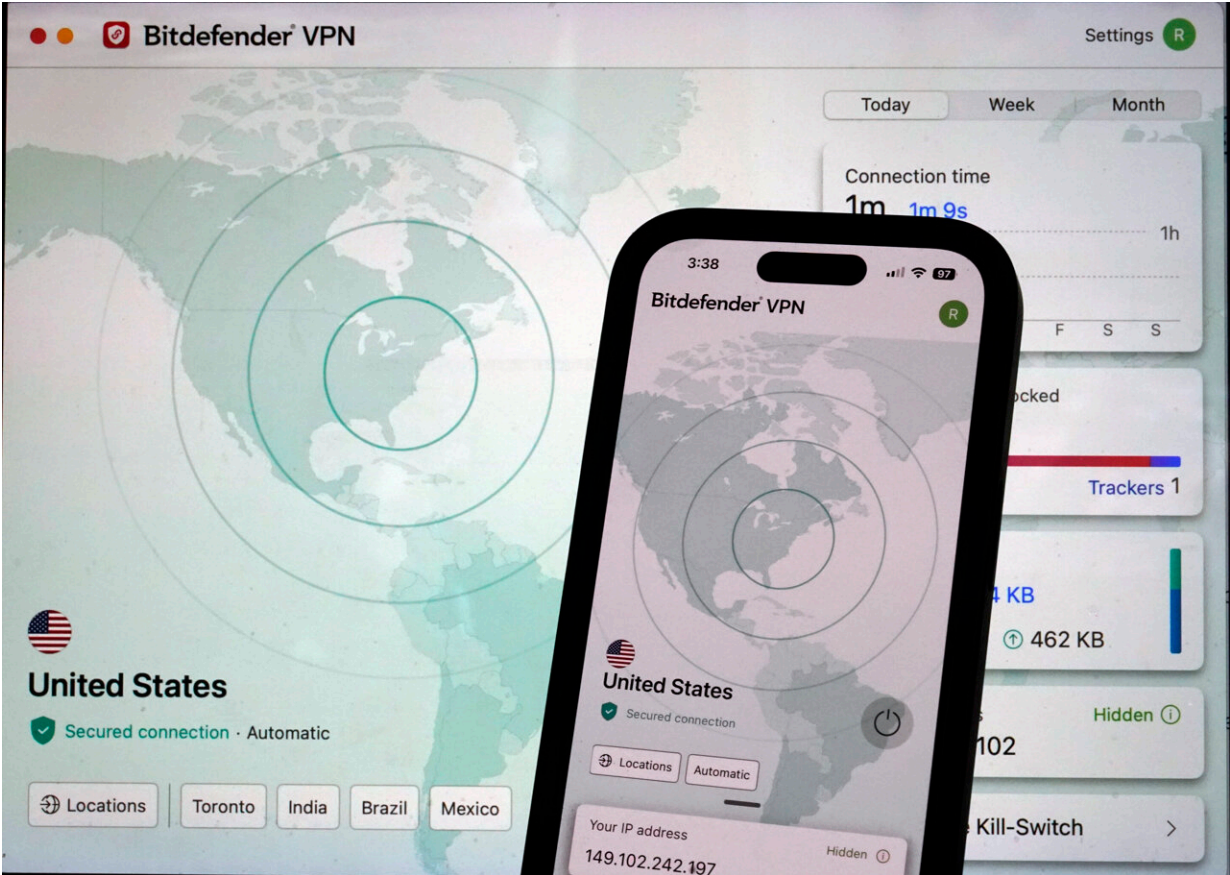 Bitdefender VPN
Settings R
Today Week Month
Connection time
1m 1m 9s
1h
F S S
Trackers 1
KB
462 KB
Hidden
102
Kill-Switch
United States
Secured connection · Automatic
Locations Toronto India Brazil Mexico
3:38
97
Bitdefender VPN
R
United States
Secured connection
Locations Automatic
Your IP address
Hidden
149.102.242.197